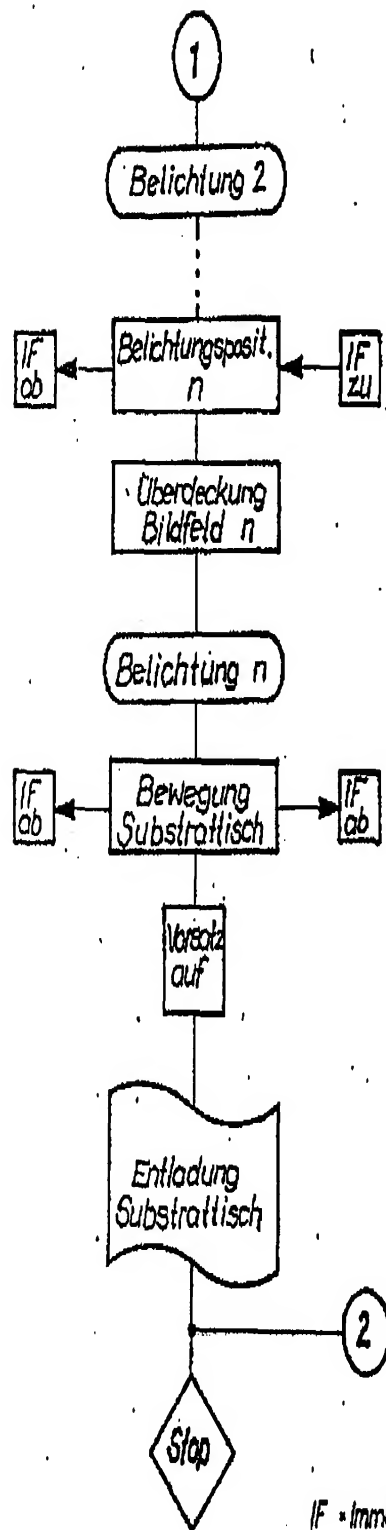 1
Belichtung 2
IF
ab
Belichtungsposit.
n
IF
zu
Überdeckung
Bildfeld n
Belichtung n
IF
ab
Bewegung
Substrattisch
IF
ab
Vorsatz
auf
Entladung
Substrattisch
2
Stop
IF =